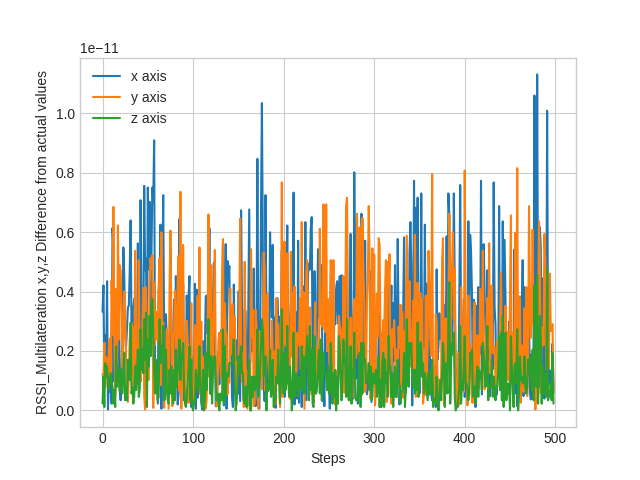 1e−11
x axis
y axis
z axis
RSSI_Multilateration x,y,z Difference from actual values
1.0
0.8
0.6
0.4
0.2
0.0
0 100 200 300 400 500
Steps